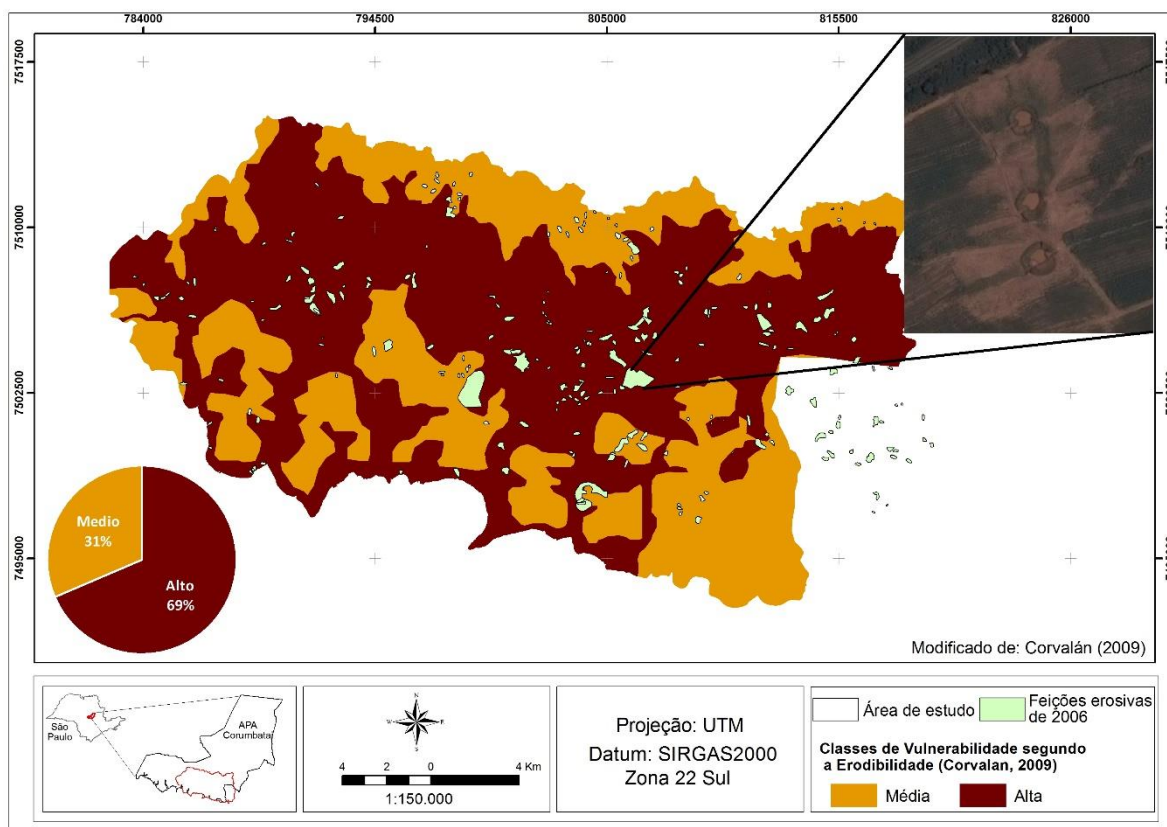 784000
794500
805000
815500
826000
7517500
7510000
7502500
7495000
Medio
31%
Alto
69%
Modificado de: Corvalán (2009)
São
Paulo
APA
Corumbata
N
W
E
S
4
2
0
4 Km
1:150.000
Projeção: UTM
Datum: SIRGAS2000
Zona 22 Sul
Área de estudo
Feições erosivas
de 2006
Classes de Vulnerabilidade segundo
a Erodibilidade (Corvalan, 2009)
Média
Alta